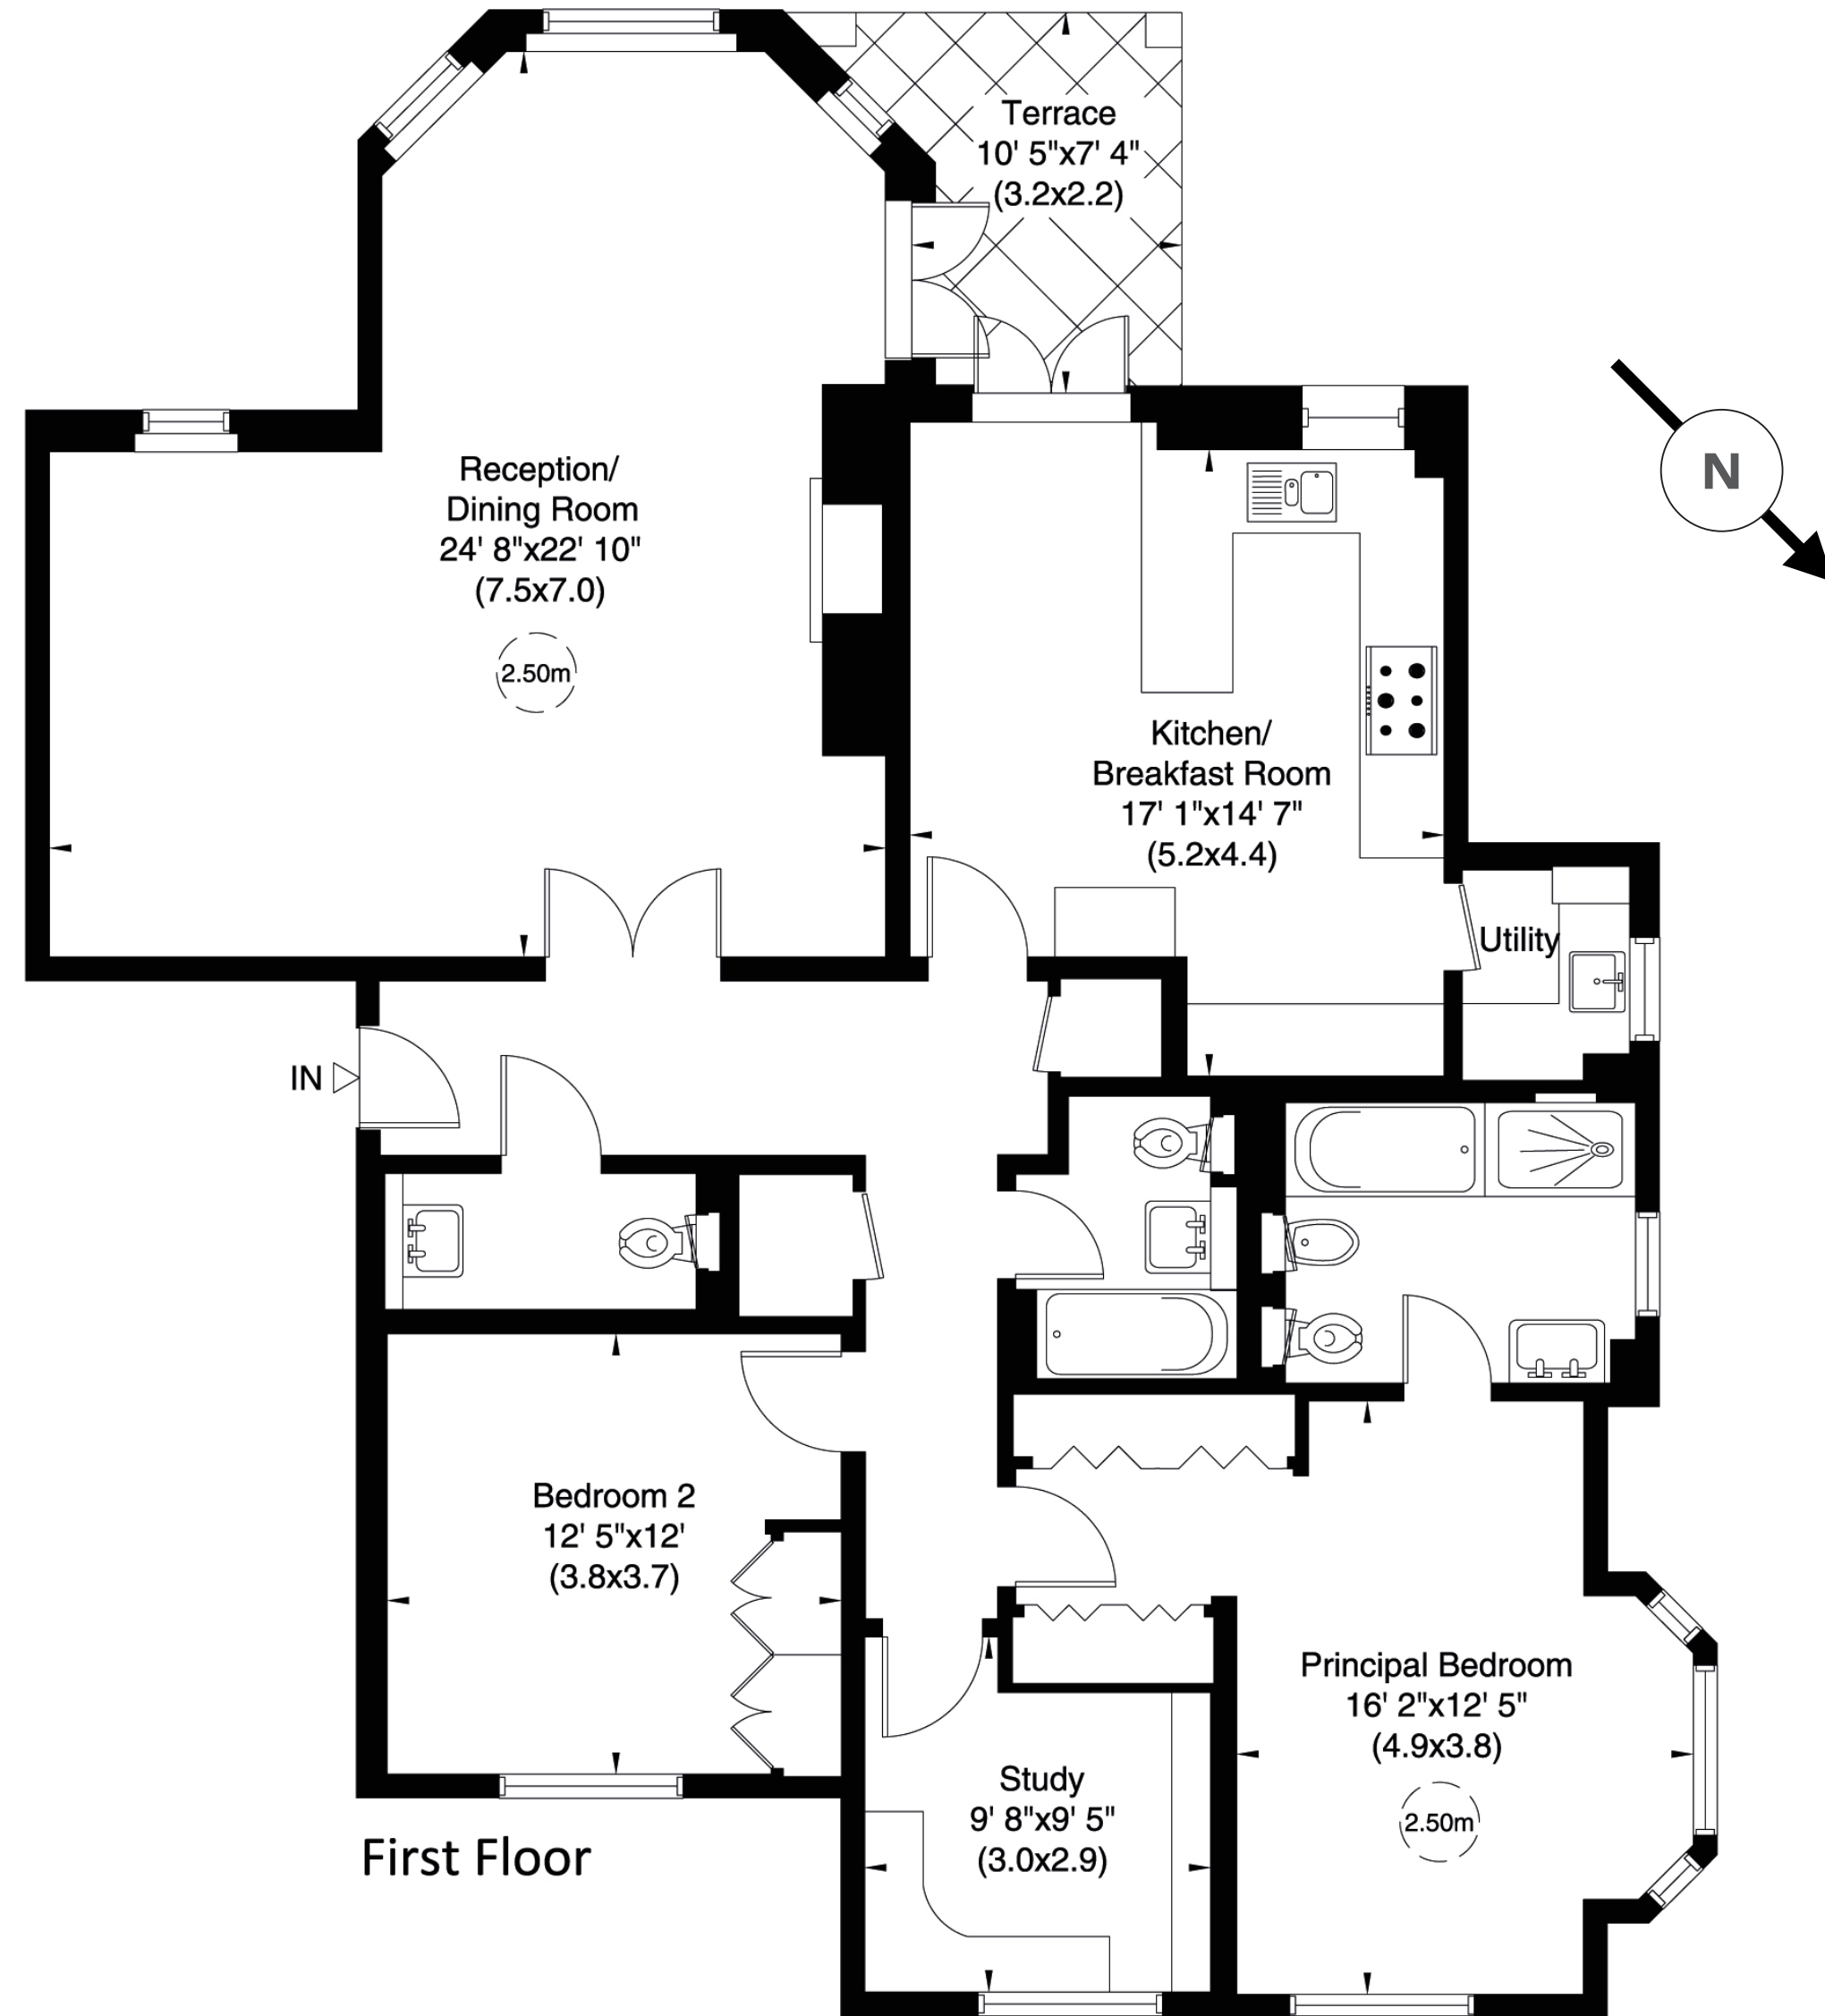 Terrace
10' 5"x7' 4"
(3.2x2.2)
Reception/
Dining Room
24' 8"x22' 10"
(7.5x7.0)
2.50m
N
Kitchen/
Breakfast Room
17' 1"x14' 7"
(5.2x4.4)
Utility
IN
Bedroom 2
12' 5"x12'
(3.8x3.7)
Principal Bedroom
16' 2"x12' 5"
(4.9x3.8)
2.50m
Study
9' 8"x9' 5"
(3.0x2.9)
First Floor